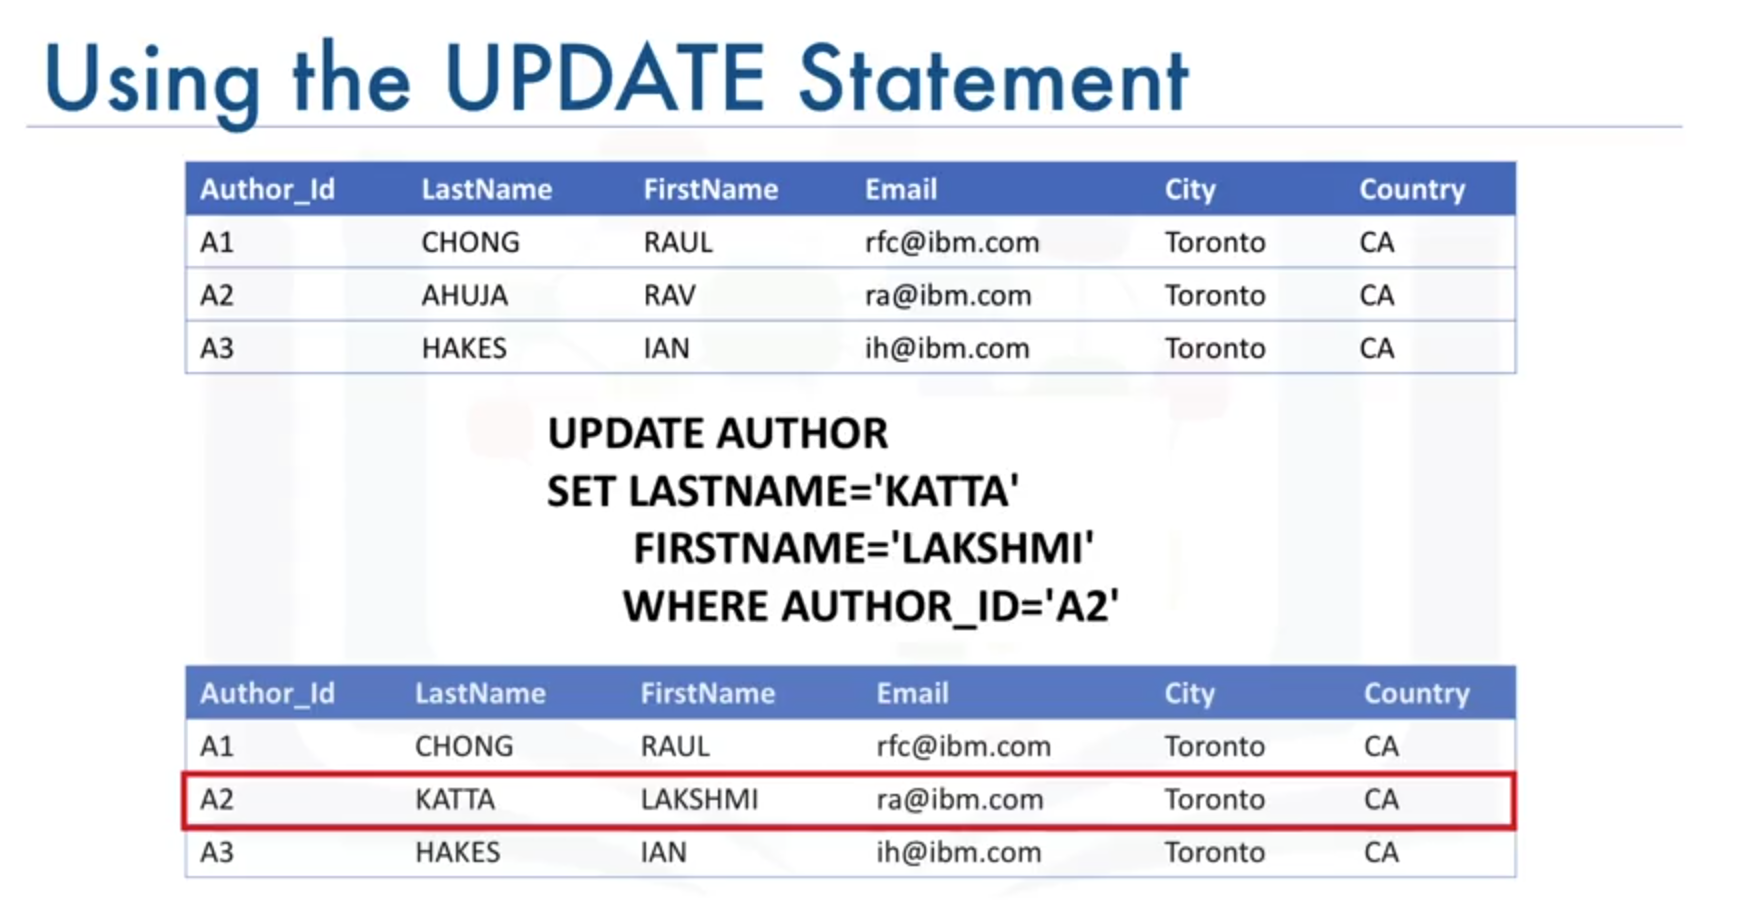 Using the UPDATE Statement
Author_Id LastName FirstName Email City Country
A1 CHONG RAUL rfc@ibm.com Toronto CA
A2 AHUJA RAV ra@ibm.com Toronto CA
A3 HAKES IAN ih@ibm.com Toronto CA
UPDATE AUTHOR
SET LASTNAME='KATTA'
FIRSTNAME='LAKSHMI'
WHERE AUTHOR_ID='A2'
Author_Id LastName FirstName Email City Country
A1 CHONG RAUL rfc@ibm.com Toronto CA
A2 KATTA LAKSHMI ra@ibm.com Toronto CA
A3 HAKES IAN ih@ibm.com Toronto CA